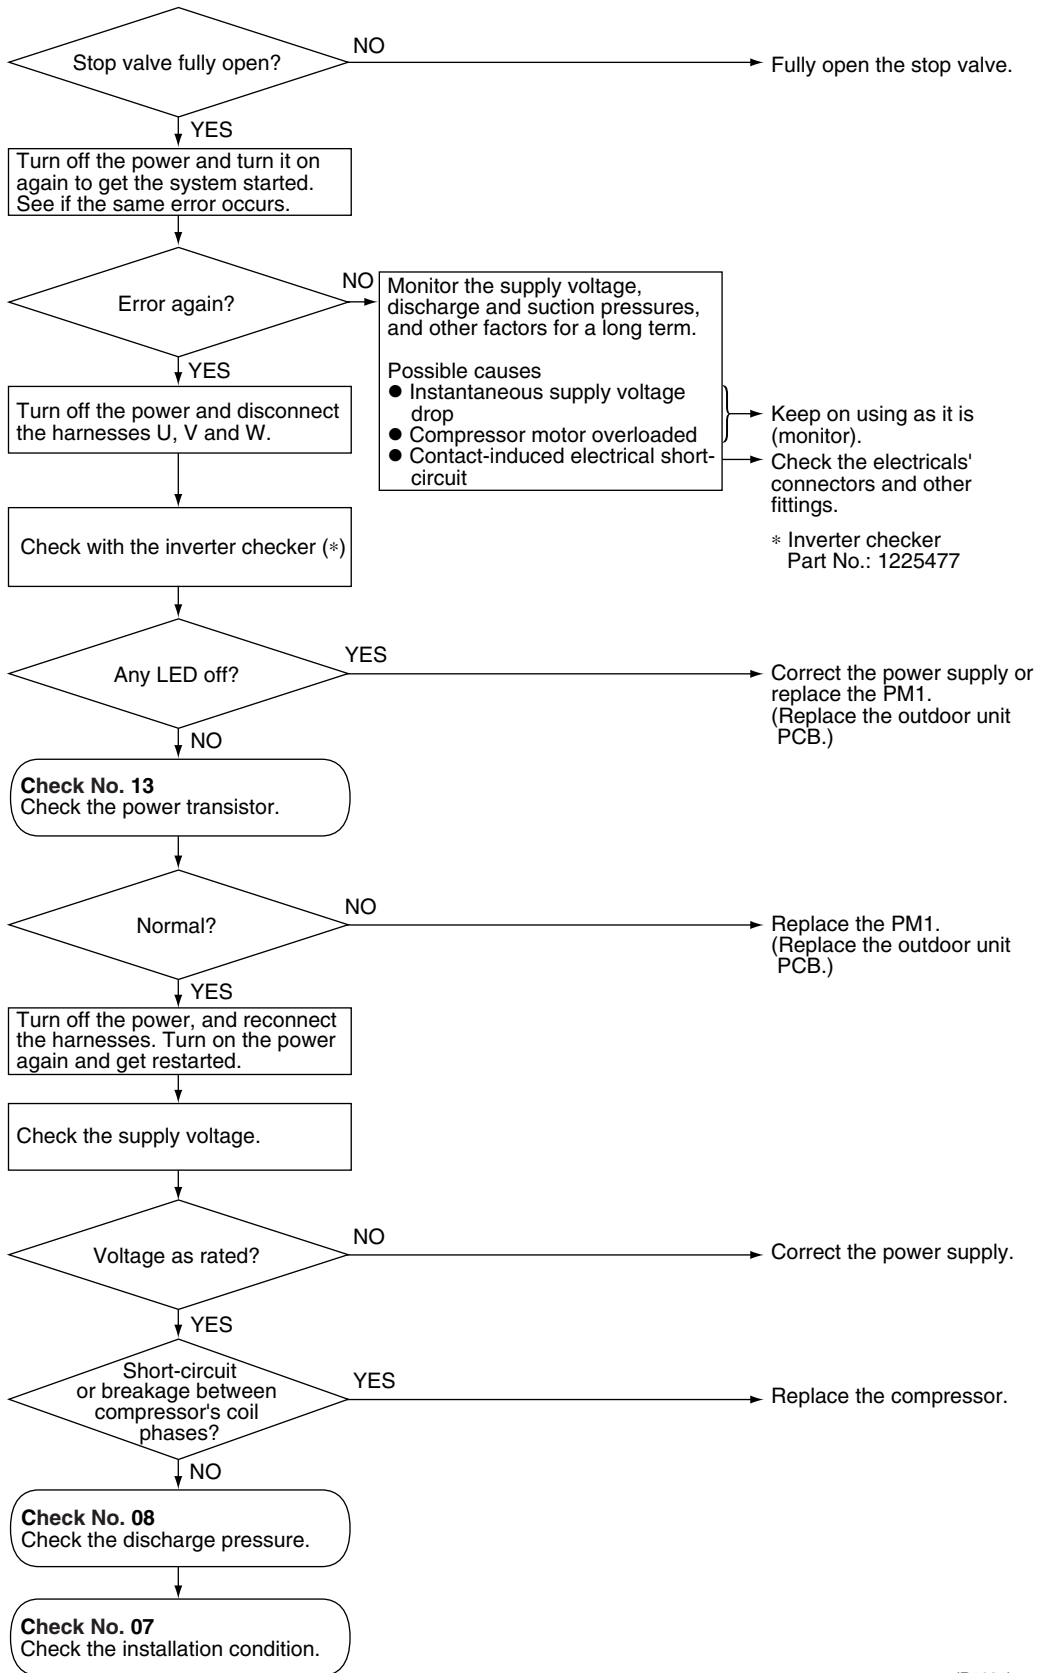 Stop valve fully open?
NO
Fully open the stop valve.
YES
Turn off the power and turn it on
again to get the system started.
See if the same error occurs.
Error again?
NO
Monitor the supply voltage,
discharge and suction pressures,
and other factors for a long term.
Possible causes
● Instantaneous supply voltage
drop
● Compressor motor overloaded
● Contact-induced electrical short-
circuit
Keep on using as it is
(monitor).
Check the electricals'
connectors and other
fittings.
* Inverter checker
Part No.: 1225477
YES
Turn off the power and disconnect
the harnesses U, V and W.
Check with the inverter checker (*)
Any LED off?
YES
Correct the power supply or
replace the PM1.
(Replace the outdoor unit
PCB.)
NO
Check No. 13
Check the power transistor.
Normal?
NO
Replace the PM1.
(Replace the outdoor unit
PCB.)
YES
Turn off the power, and reconnect
the harnesses. Turn on the power
again and get restarted.
Check the supply voltage.
Voltage as rated?
NO
Correct the power supply.
YES
Short-circuit
or breakage between
compressor's coil
phases?
YES
Replace the compressor.
NO
Check No. 08
Check the discharge pressure.
Check No. 07
Check the installation condition.